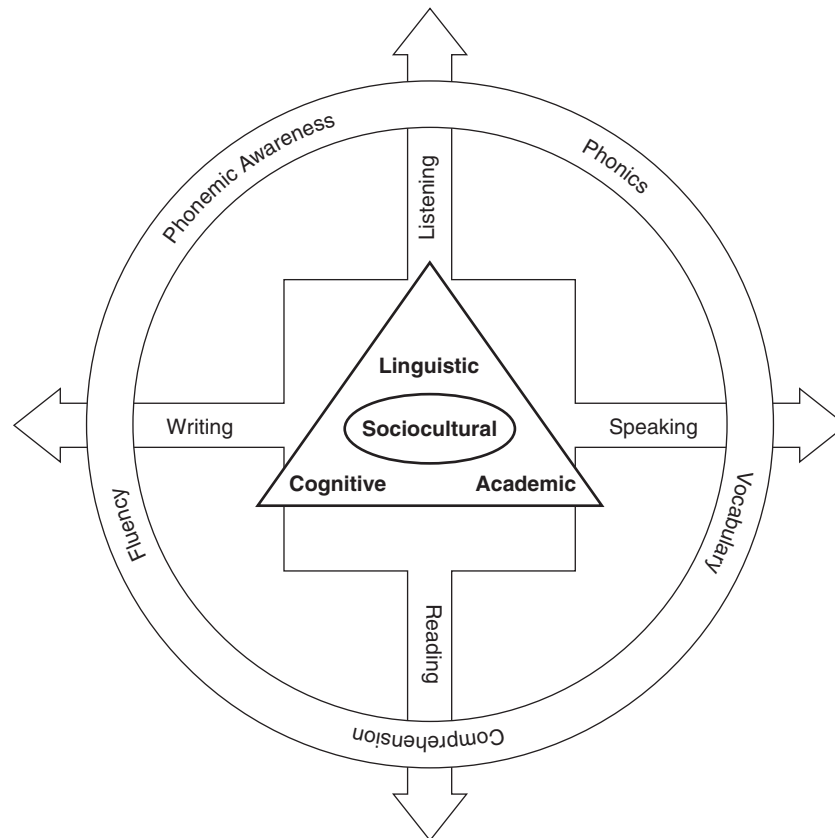 Phonemic Awareness
Phonics
Listening
Linguistic
Writing
Sociocultural
Speaking
Cognitive
Academic
Fluency
Vocabulary
Reading
Comprehension